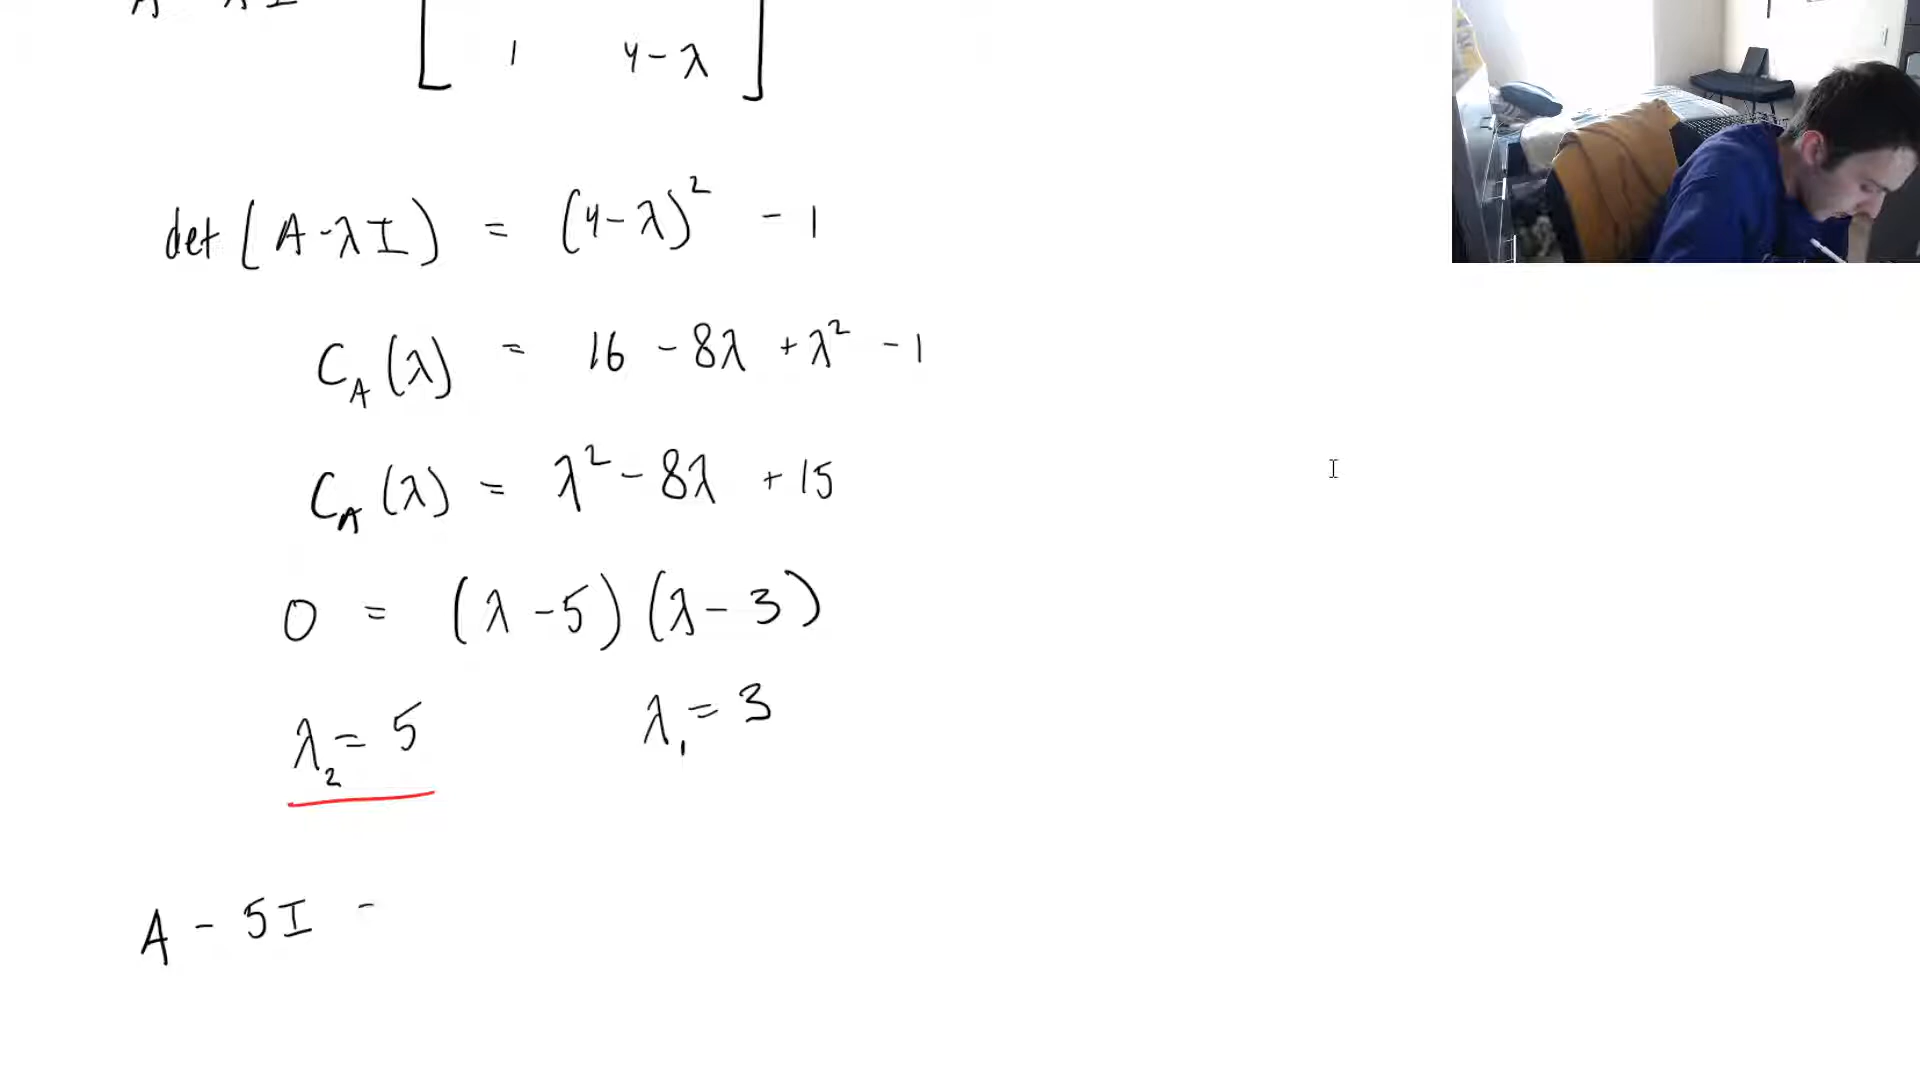 1 4-λ
det(A-λI) = (4-λ)² - 1
C_A(λ) = 16 - 8λ + λ² - 1
C_A(λ) = λ² - 8λ + 15
0 = (λ-5)(λ-3)
λ₂ = 5 λ₁ = 3
A - 5I -